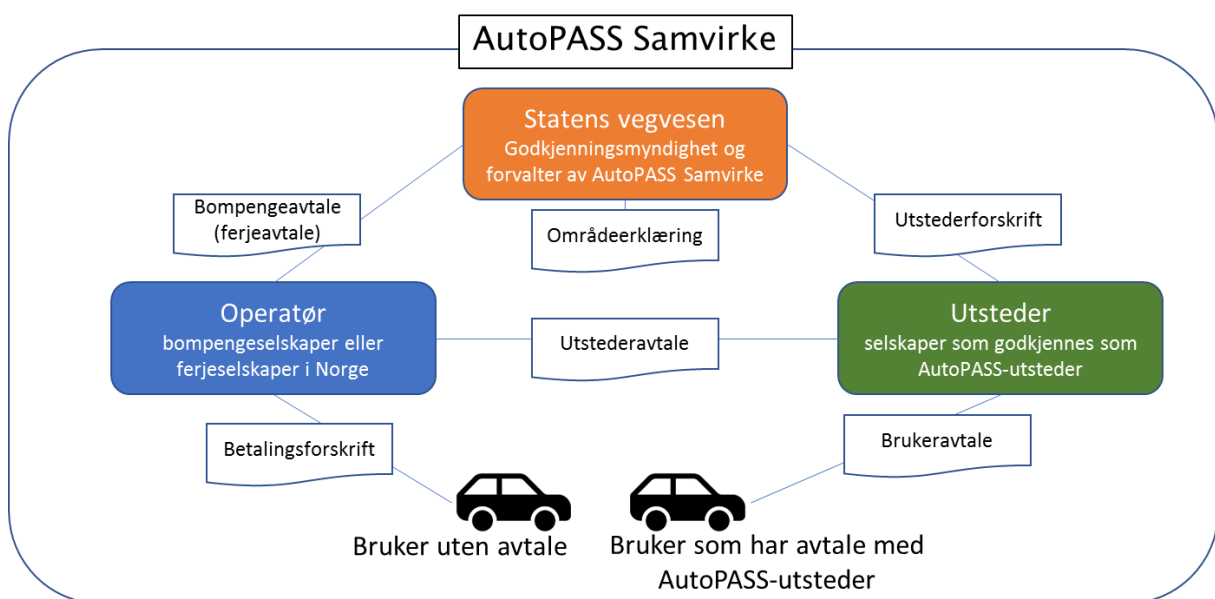 AutoPASS Samvirke
Statens vegvesen
Godkjenningsmyndighet og
forvalter av AutoPASS Samvirke
Bompengeavtale
(ferjeavtale)
Områdeerklæring
Utstederforskrift
Operatør
bompengeselskaper eller
ferjeselskaper i Norge
Utstederavtale
Utsteder
selskaper som godkjennes som
AutoPASS-utsteder
Betalingsforskrift
Brukeravtale
Bruker uten avtale
Bruker som har avtale med
AutoPASS-utsteder